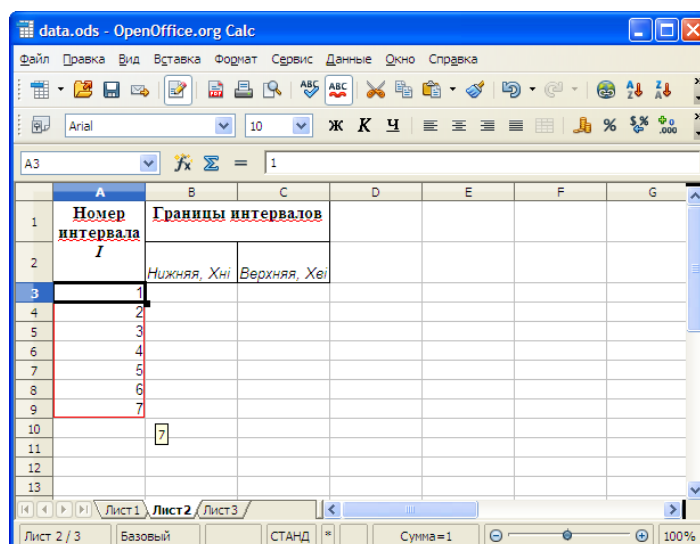 data.ods - OpenOffice.org Calc
Файл Правка Вид Вставка Формат Сервис Данные Окно Справка
Arial 10 Ж К Ч
A3 = 1
A B C D E F G
1 Номер интервала I Границы интервалов
2 Нижняя, Хнi Верхняя, Хвi
3 1
4 2
5 3
6 4
7 5
8 6
9 7
10 7
11
12
13
Лист1 Лист2 Лист3
Лист 2 / 3 Базовый СТАНД * Сумма=1 100%